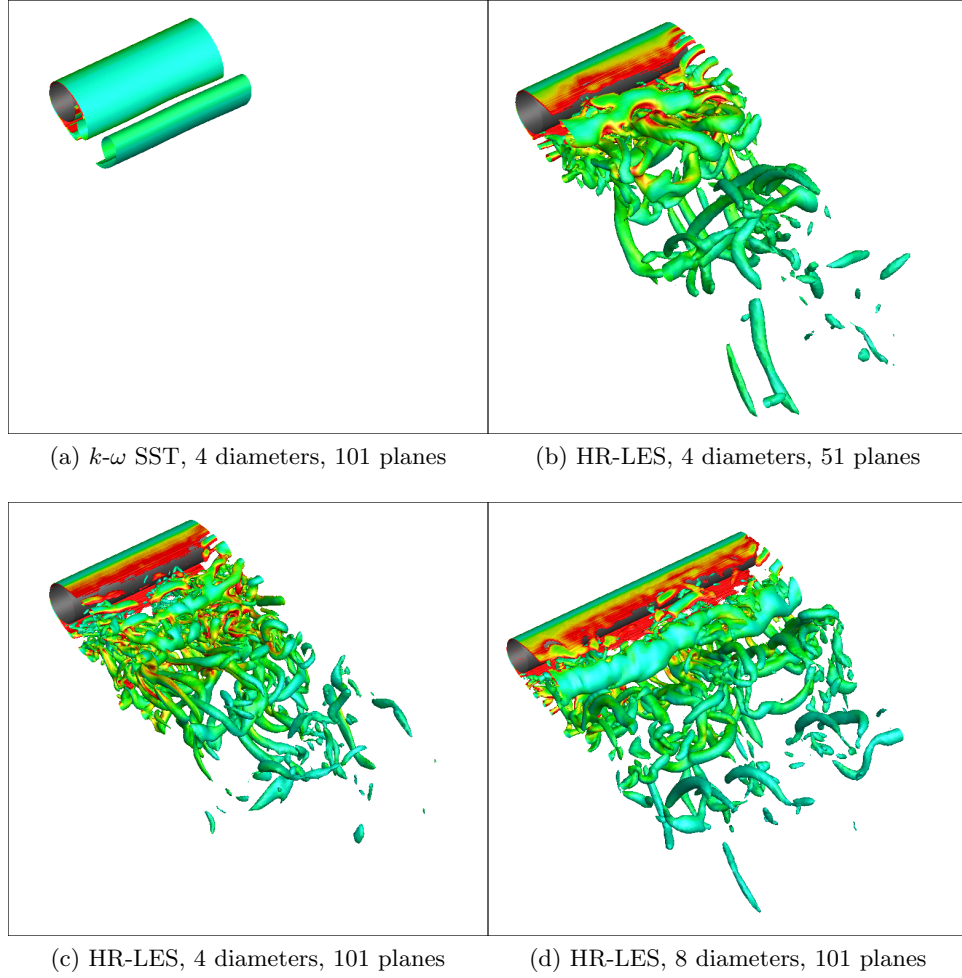 (a) k-ω SST, 4 diameters, 101 planes
(b) HR-LES, 4 diameters, 51 planes
(c) HR-LES, 4 diameters, 101 planes
(d) HR-LES, 8 diameters, 101 planes